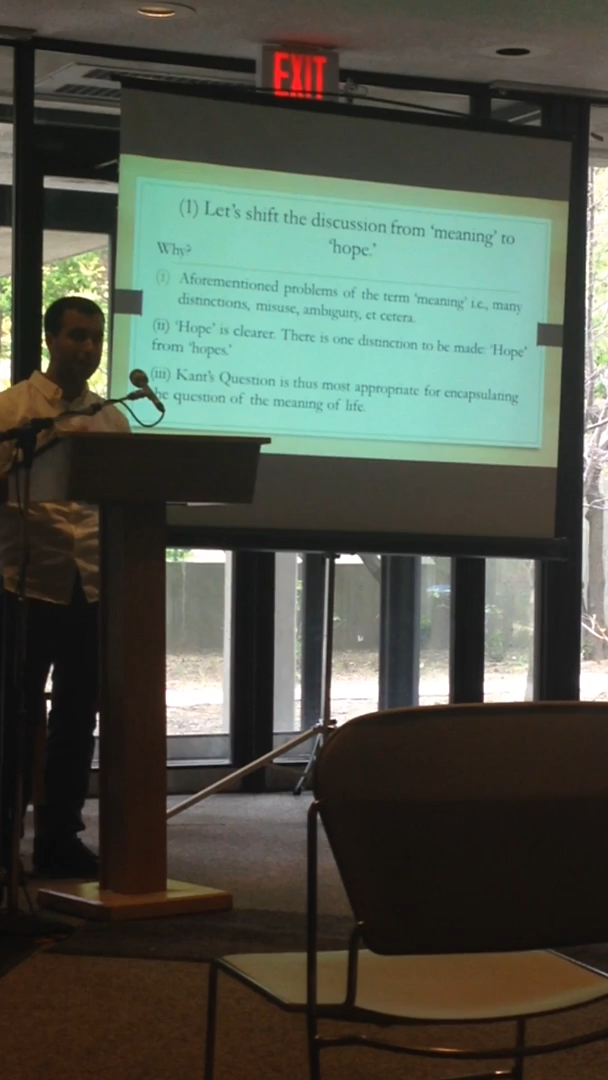 EXIT
(1) Let's shift the discussion from 'meaning' to
'hope.'
Why?
(i) Aforementioned problems of the term 'meaning' i.e., many
distinctions, misuse, ambiguity, et cetera.
(ii) 'Hope' is clearer. There is one distinction to be made: 'Hope'
from 'hopes.'
(iii) Kant's Question is thus most appropriate for encapsulating
the question of the meaning of life.